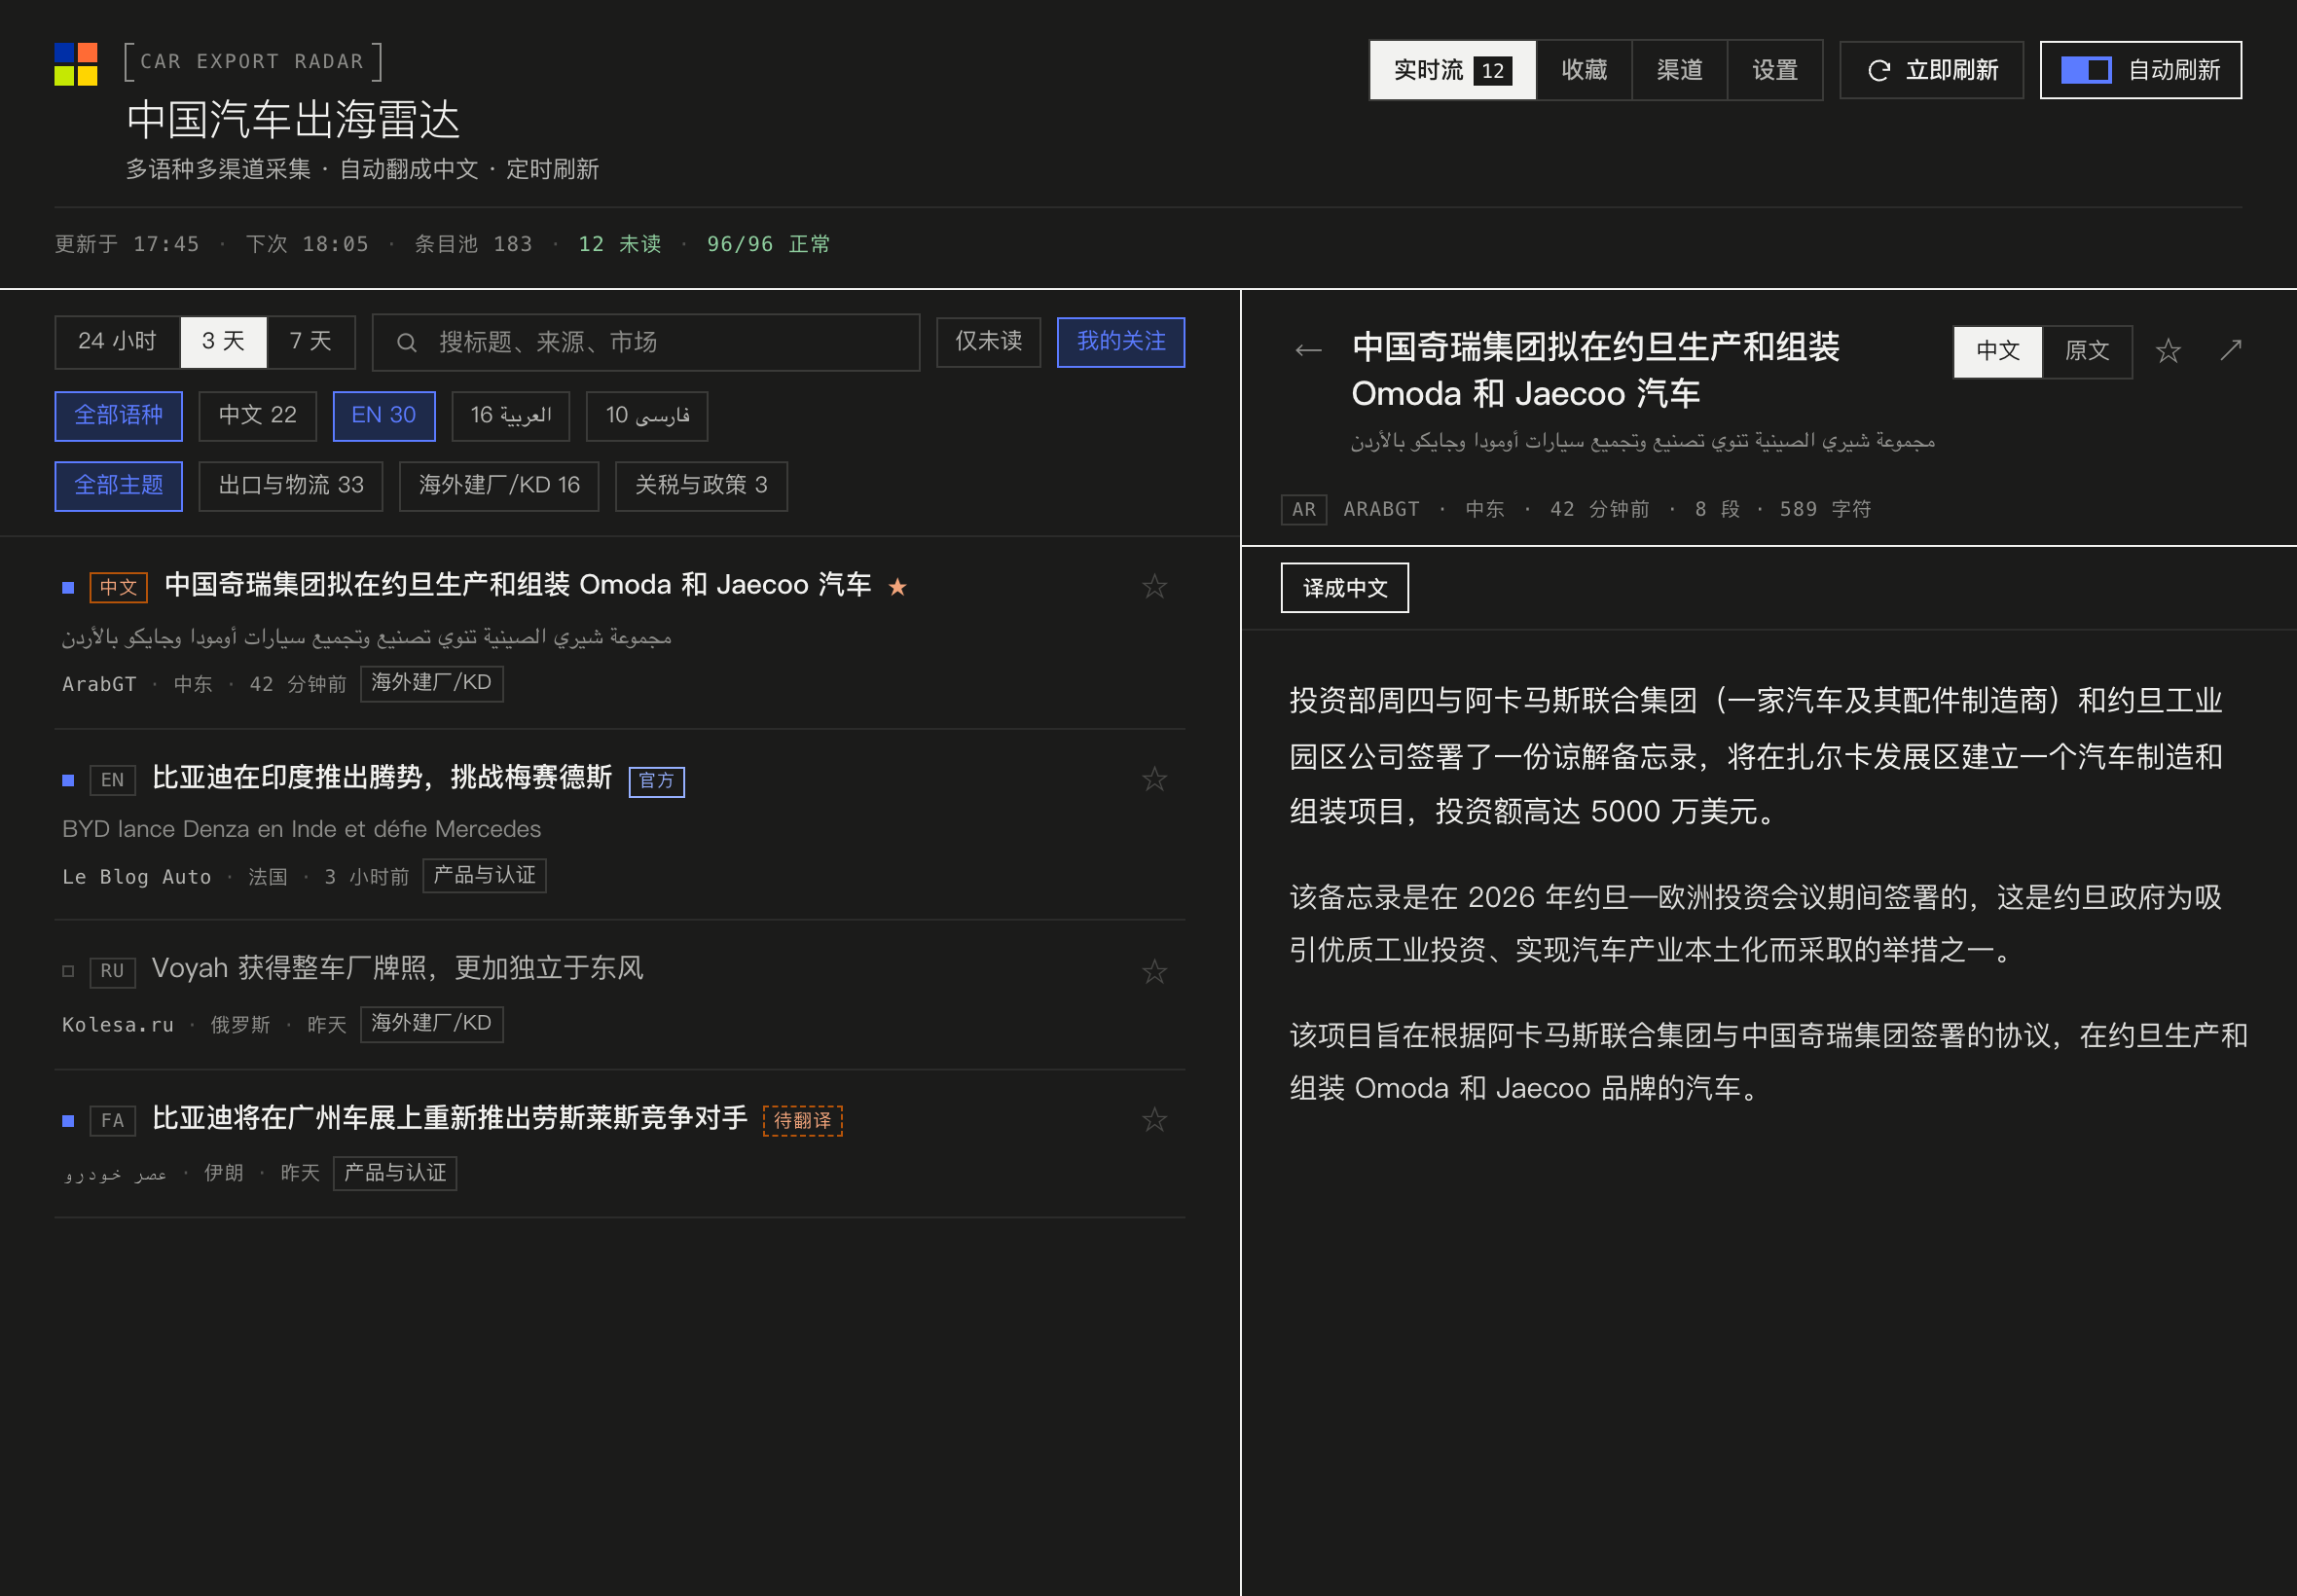 CAR EXPORT RADAR
中国汽车出海雷达
多语种多渠道采集 · 自动翻成中文 · 定时刷新
实时流 12 收藏 渠道 设置 立即刷新 自动刷新
更新于 17:45 · 下次 18:05 · 条目池 183 · 12 未读 · 96/96 正常
24 小时 3 天 7 天 搜标题、来源、市场 仅未读 我的关注
全部语种 中文 22 EN 30 العربية 16 فارسی 10
全部主题 出口与物流 33 海外建厂/KD 16 关税与政策 3
中文 中国奇瑞集团拟在约旦生产和组装 Omoda 和 Jaecoo 汽车 ★
مجموعة شيري الصينية تنوي تصنيع وتجميع سيارات أومودا وجايكو بالأردن
ArabGT · 中东 · 42 分钟前 海外建厂/KD
EN 比亚迪在印度推出腾势，挑战梅赛德斯 官方
BYD lance Denza en Inde et défie Mercedes
Le Blog Auto · 法国 · 3 小时前 产品与认证
RU Voyah 获得整车厂牌照，更加独立于东风
Kolesa.ru · 俄罗斯 · 昨天 海外建厂/KD
FA 比亚迪将在广州车展上重新推出劳斯莱斯竞争对手 待翻译
عصر خودرو · 伊朗 · 昨天 产品与认证
中国奇瑞集团拟在约旦生产和组装
Omoda 和 Jaecoo 汽车
中文 原文
مجموعة شيري الصينية تنوي تصنيع وتجميع سيارات أومودا وجايكو بالأردن
AR ARABGT · 中东 · 42 分钟前 · 8 段 · 589 字符
译成中文
投资部周四与阿卡马斯联合集团（一家汽车及其配件制造商）和约旦工业
园区公司签署了一份谅解备忘录，将在扎尔卡发展区建立一个汽车制造和
组装项目，投资额高达 5000 万美元。
该备忘录是在 2026 年约旦—欧洲投资会议期间签署的，这是约旦政府为吸
引优质工业投资、实现汽车产业本土化而采取的举措之一。
该项目旨在根据阿卡马斯联合集团与中国奇瑞集团签署的协议，在约旦生产和
组装 Omoda 和 Jaecoo 品牌的汽车。